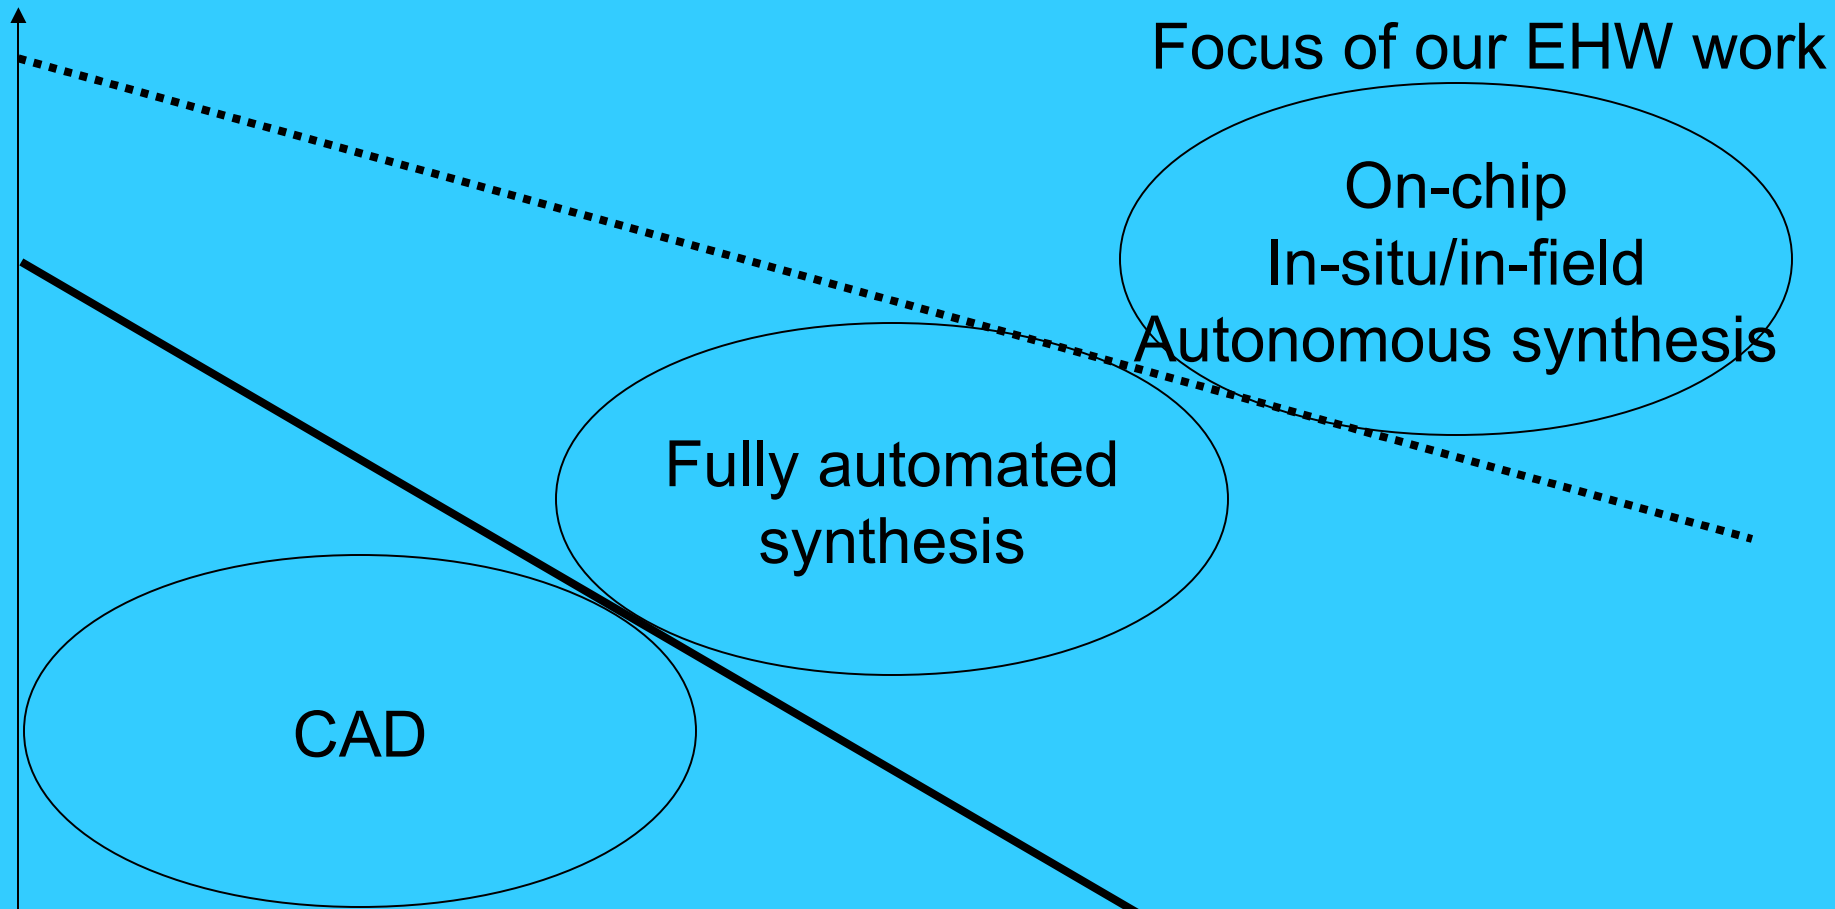 Focus of our EHW work
On-chip
In-situ/in-field
Autonomous synthesis
Fully automated
synthesis
CAD